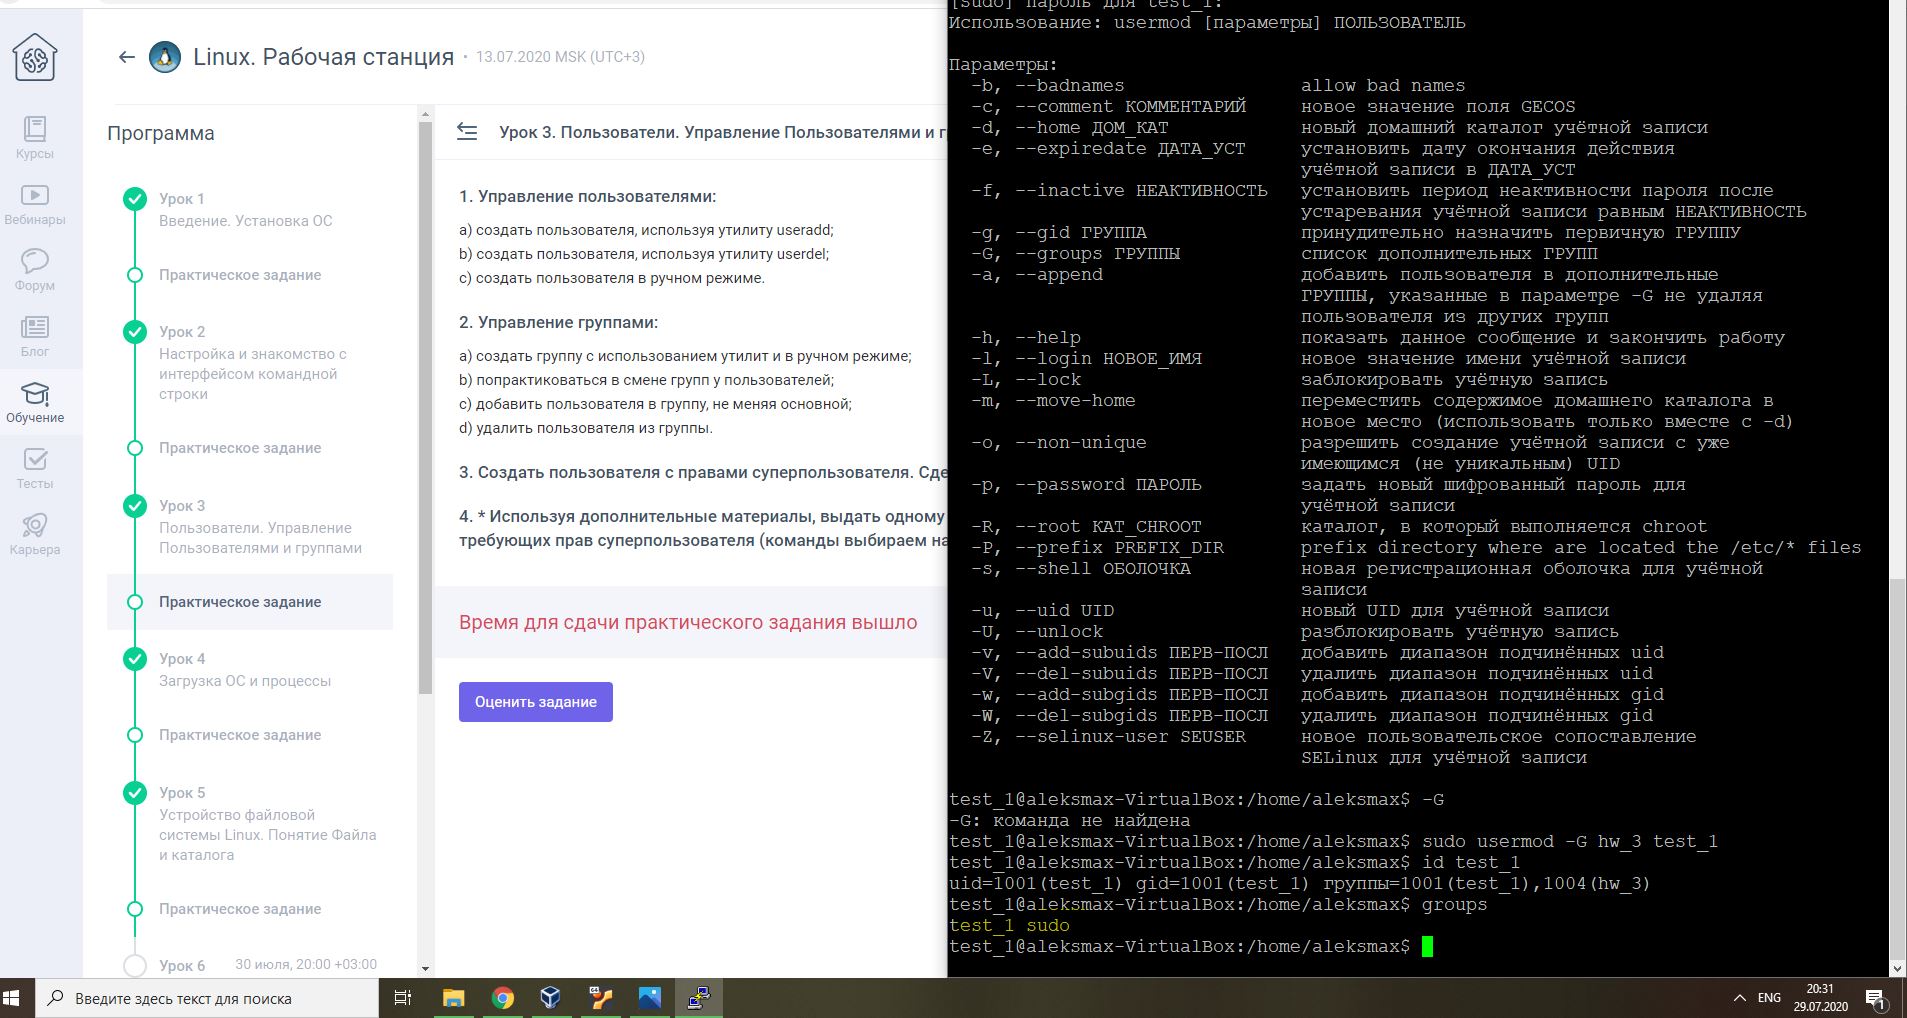 Linux. Рабочая станция • 13.07.2020 MSK (UTC+3)
Курсы
Вебинары
Форум
Блог
Обучение
Тесты
Карьера
Программа
Урок 1
Введение. Установка ОС
Практическое задание
Урок 2
Настройка и знакомство с
интерфейсом командной
строки
Практическое задание
Урок 3
Пользователи. Управление
Пользователями и группами
Практическое задание
Урок 4
Загрузка ОС и процессы
Практическое задание
Урок 5
Устройство файловой
системы Linux. Понятие Файла
и каталога
Практическое задание
Урок 6 30 июля, 20:00 +03:00
Урок 3. Пользователи. Управление Пользователями и г
1. Управление пользователями:
a) создать пользователя, используя утилиту useradd;
b) создать пользователя, используя утилиту userdel;
c) создать пользователя в ручном режиме.
2. Управление группами:
a) создать группу с использованием утилит и в ручном режиме;
b) попрактиковаться в смене групп у пользователей;
c) добавить пользователя в группу, не меняя основной;
d) удалить пользователя из группы.
3. Создать пользователя с правами суперпользователя. Сде
4. * Используя дополнительные материалы, выдать одному
требующих прав суперпользователя (команды выбираем на
Время для сдачи практического задания вышло
Оценить задание
[sudo] пароль для test_1:
Использование: usermod [параметры] ПОЛЬЗОВАТЕЛЬ
Параметры:
-b, --badnames allow bad names
-c, --comment КОММЕНТАРИЙ новое значение поля GECOS
-d, --home ДОМ_КАТ новый домашний каталог учётной записи
-e, --expiredate ДАТА_УСТ установить дату окончания действия
учётной записи в ДАТА_УСТ
-f, --inactive НЕАКТИВНОСТЬ установить период неактивности пароля после
устаревания учётной записи равным НЕАКТИВНОСТЬ
-g, --gid ГРУППА принудительно назначить первичную ГРУППУ
-G, --groups ГРУППЫ список дополнительных ГРУПП
-a, --append добавить пользователя в дополнительные
ГРУППЫ, указанные в параметре -G не удаляя
пользователя из других групп
-h, --help показать данное сообщение и закончить работу
-l, --login НОВОЕ_ИМЯ новое значение имени учётной записи
-L, --lock заблокировать учётную запись
-m, --move-home переместить содержимое домашнего каталога в
новое место (использовать только вместе с -d)
-o, --non-unique разрешить создание учётной записи с уже
имеющимся (не уникальным) UID
-p, --password ПАРОЛЬ задать новый шифрованный пароль для
учётной записи
-R, --root КАТ_CHROOT каталог, в который выполняется chroot
-P, --prefix PREFIX_DIR prefix directory where are located the /etc/* files
-s, --shell ОБОЛОЧКА новая регистрационная оболочка для учётной
записи
-u, --uid UID новый UID для учётной записи
-U, --unlock разблокировать учётную запись
-v, --add-subuids ПЕРВ-ПОСЛ добавить диапазон подчинённых uid
-V, --del-subuids ПЕРВ-ПОСЛ удалить диапазон подчинённых uid
-w, --add-subgids ПЕРВ-ПОСЛ добавить диапазон подчинённых gid
-W, --del-subgids ПЕРВ-ПОСЛ удалить диапазон подчинённых gid
-Z, --selinux-user SEUSER новое пользовательское сопоставление
SELinux для учётной записи
test_1@aleksmax-VirtualBox:/home/aleksmax$ -G
-G: команда не найдена
test_1@aleksmax-VirtualBox:/home/aleksmax$ sudo usermod -G hw_3 test_1
test_1@aleksmax-VirtualBox:/home/aleksmax$ id test_1
uid=1001(test_1) gid=1001(test_1) группы=1001(test_1),1004(hw_3)
test_1@aleksmax-VirtualBox:/home/aleksmax$ groups
test_1 sudo
test_1@aleksmax-VirtualBox:/home/aleksmax$
Введите здесь текст для поиска
64
ENG
20:31
29.07.2020
1